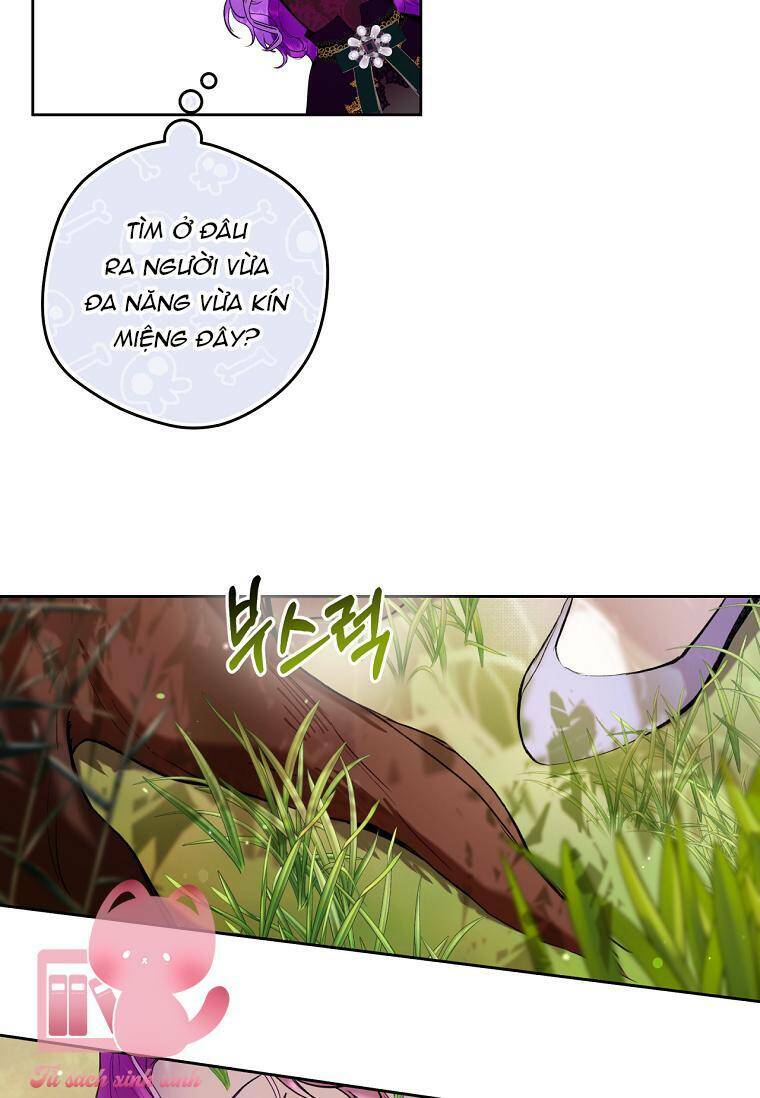 TÌM Ở ĐÂU
RA NGƯỜI VỪA
ĐA NĂNG VỪA KÍN
MIỆNG ĐÂY?
부스럭
Tủ sách xinh xinh